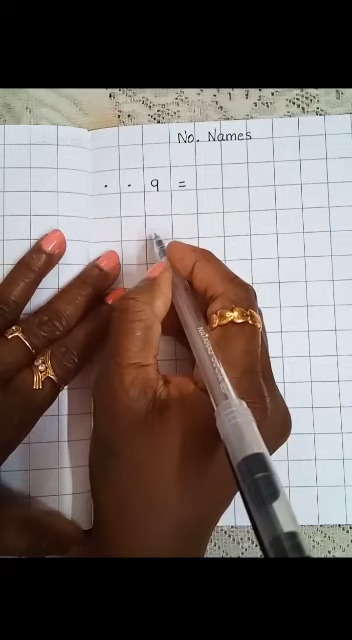 No. Names
. . 9 =